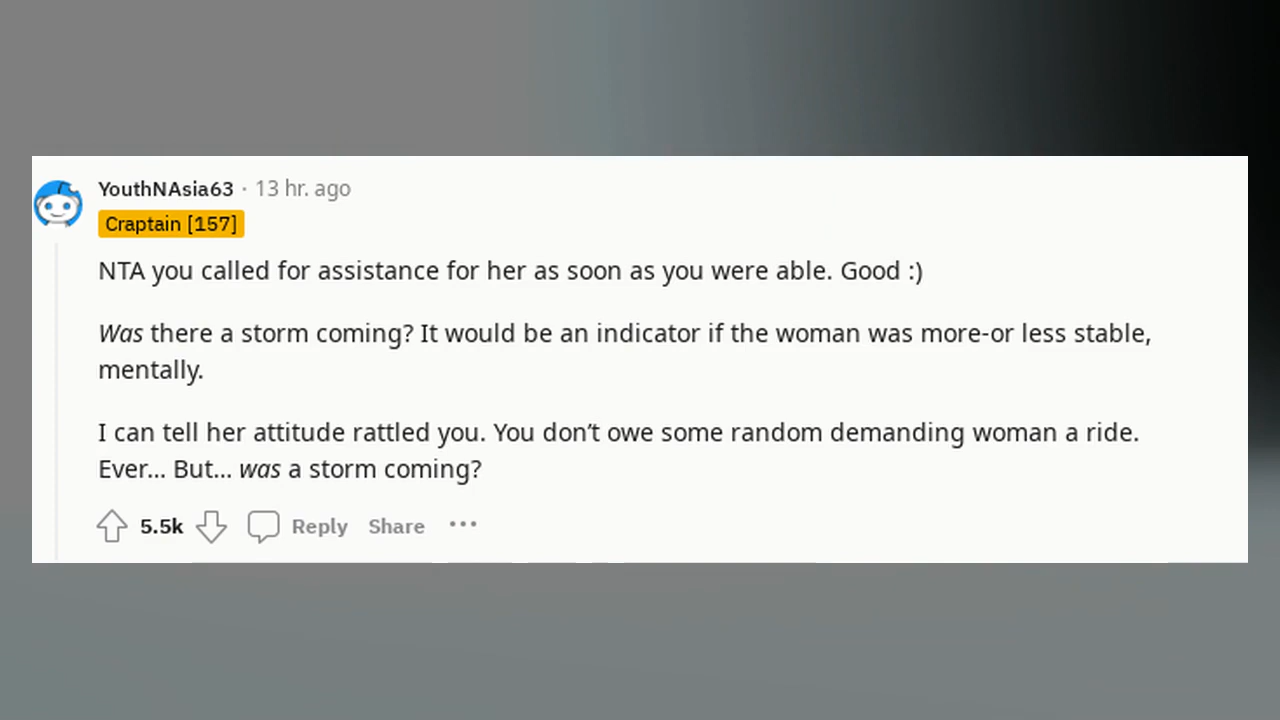 YouthNAsia63 · 13 hr. ago
Craptain [157]
NTA you called for assistance for her as soon as you were able. Good :)
Was there a storm coming? It would be an indicator if the woman was more-or less stable,
mentally.
I can tell her attitude rattled you. You don’t owe some random demanding woman a ride.
Ever... But... was a storm coming?
5.5k Reply Share ···